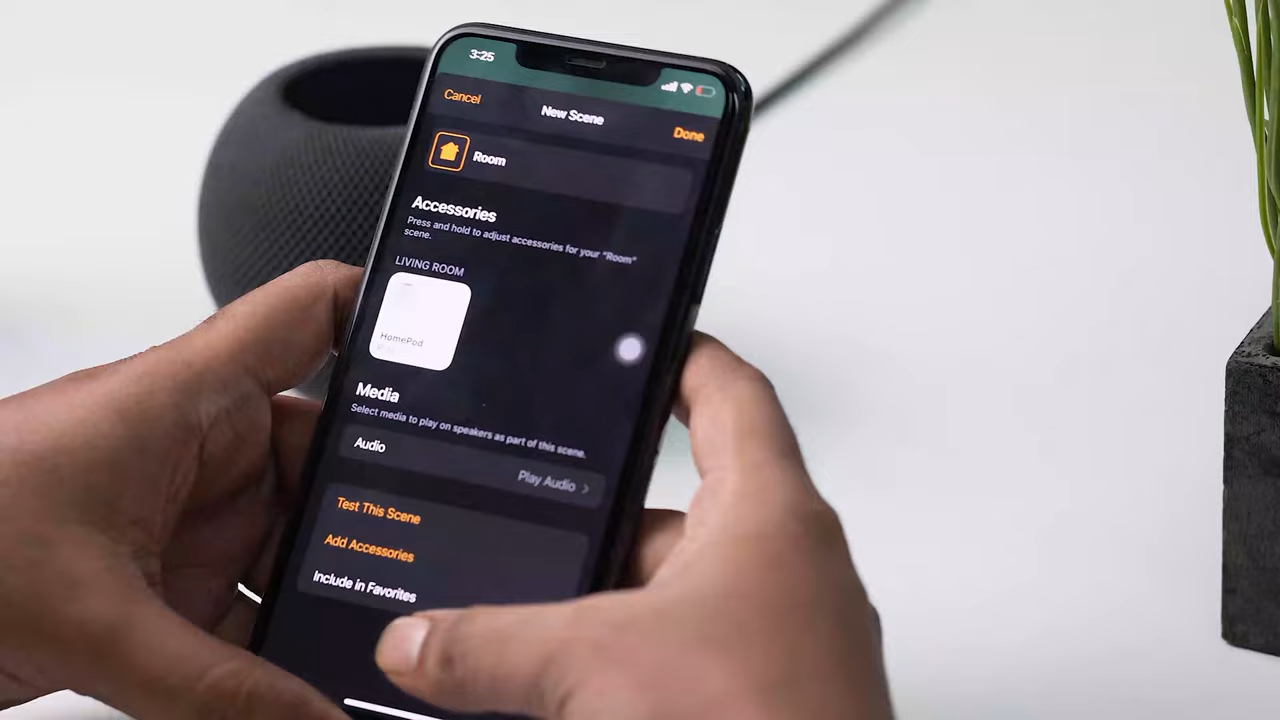 3:25
Cancel
New Scene
Done
Room
Accessories
Press and hold to adjust accessories for your "Room"
scene.
LIVING ROOM
HomePod
Media
Select media to play on speakers as part of this scene.
Audio
Play Audio
Test This Scene
Add Accessories
Include in Favorites